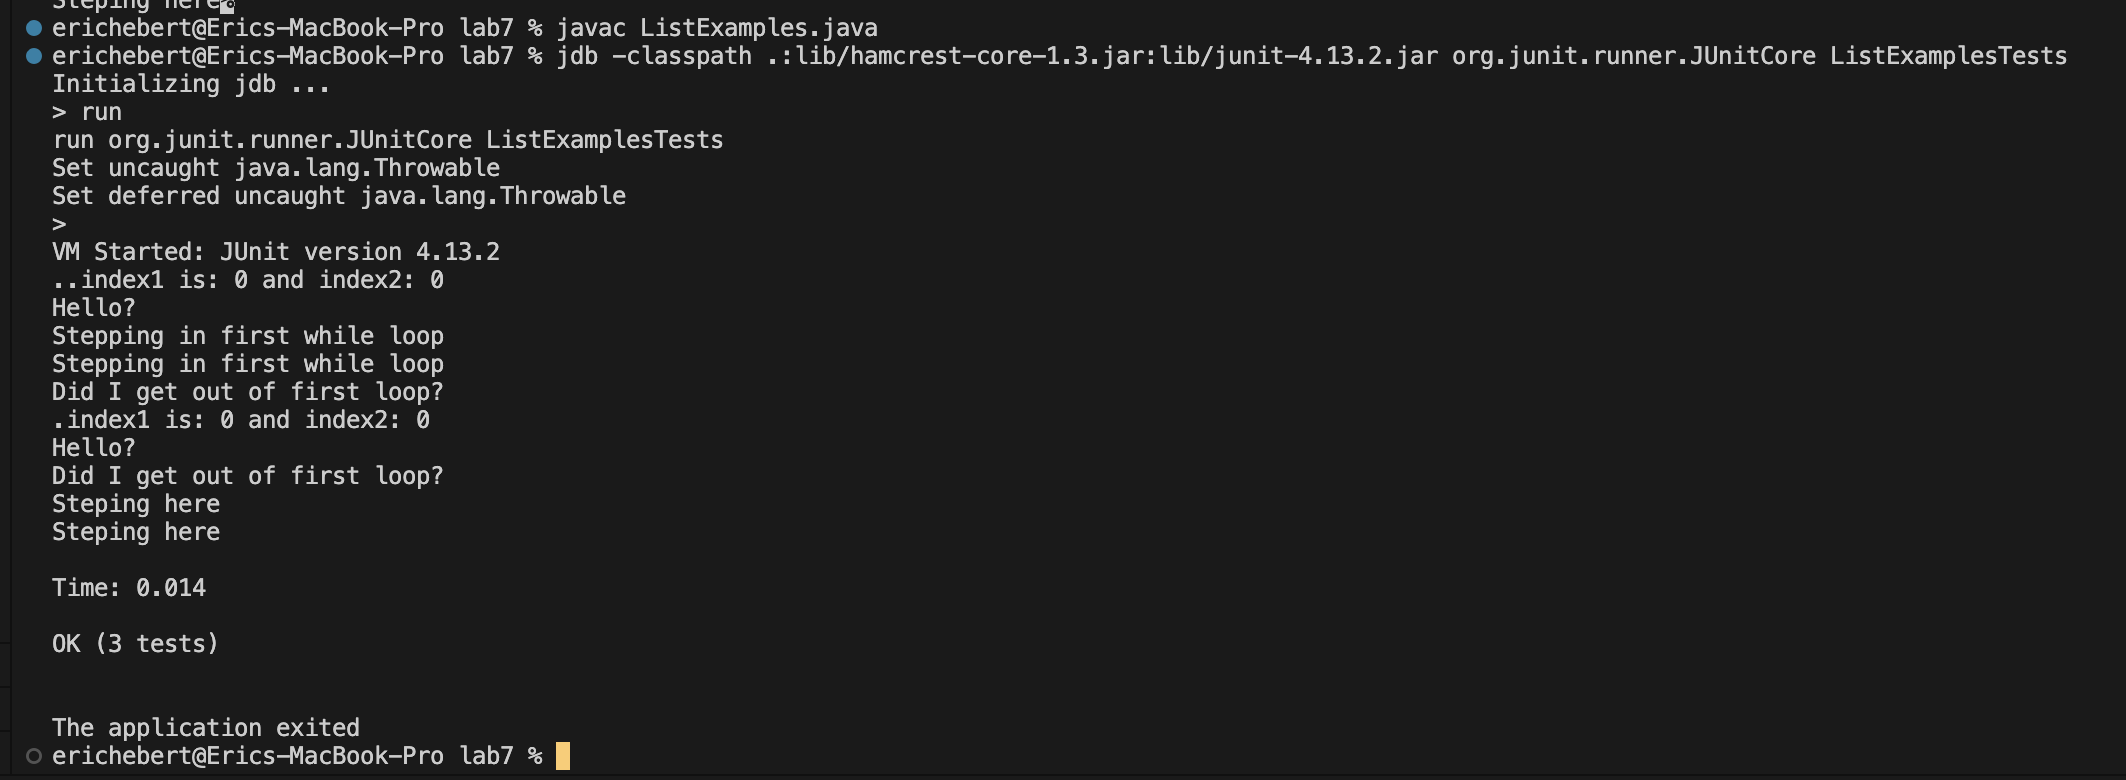 Steping here
erichebert@Erics-MacBook-Pro lab7 % javac ListExamples.java
erichebert@Erics-MacBook-Pro lab7 % jdb -classpath .:lib/hamcrest-core-1.3.jar:lib/junit-4.13.2.jar org.junit.runner.JUnitCore ListExamplesTests
Initializing jdb ...
> run
run org.junit.runner.JUnitCore ListExamplesTests
Set uncaught java.lang.Throwable
Set deferred uncaught java.lang.Throwable
>
VM Started: JUnit version 4.13.2
..index1 is: 0 and index2: 0
Hello?
Stepping in first while loop
Stepping in first while loop
Did I get out of first loop?
.index1 is: 0 and index2: 0
Hello?
Did I get out of first loop?
Steping here
Steping here
Time: 0.014
OK (3 tests)
The application exited
erichebert@Erics-MacBook-Pro lab7 %